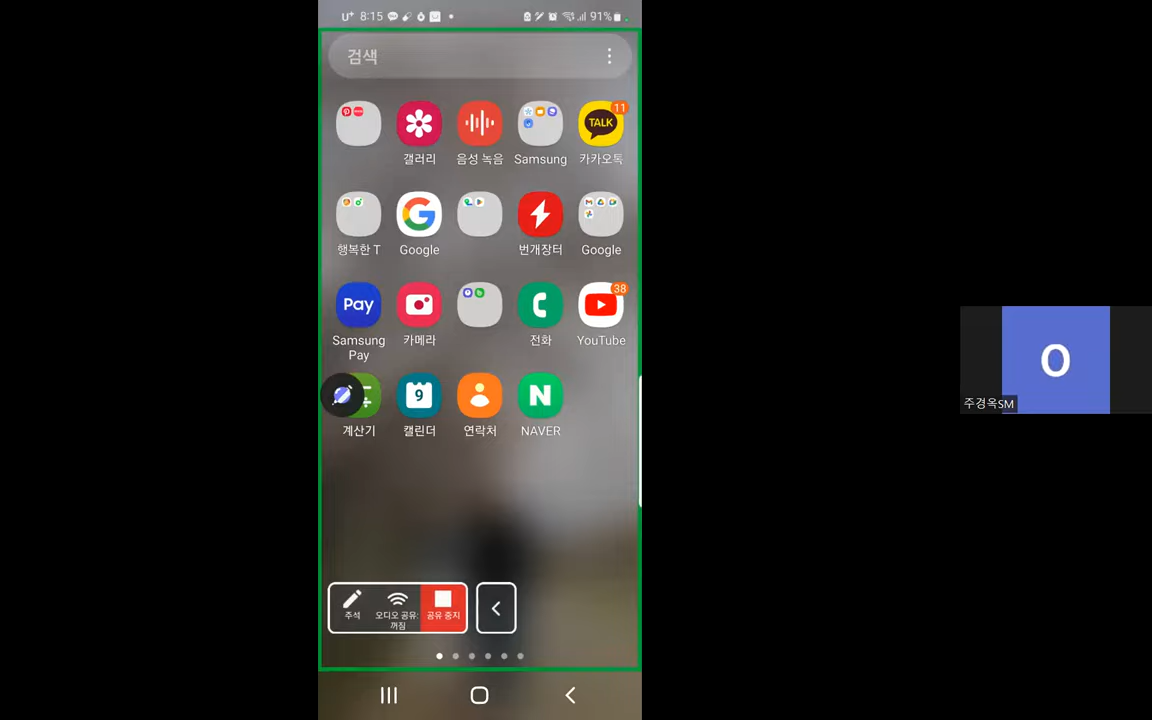 U+ 8:15 91%
검색
갤러리 음성 녹음 Samsung TALK 11 카카오톡
행복한 T Google 번개장터 Google
Pay Samsung Pay 카메라 전화 38 YouTube
계산기 9 캘린더 연락처 N NAVER
주석 오디오 공유: 꺼짐 공유 중지
O
주경옥SM